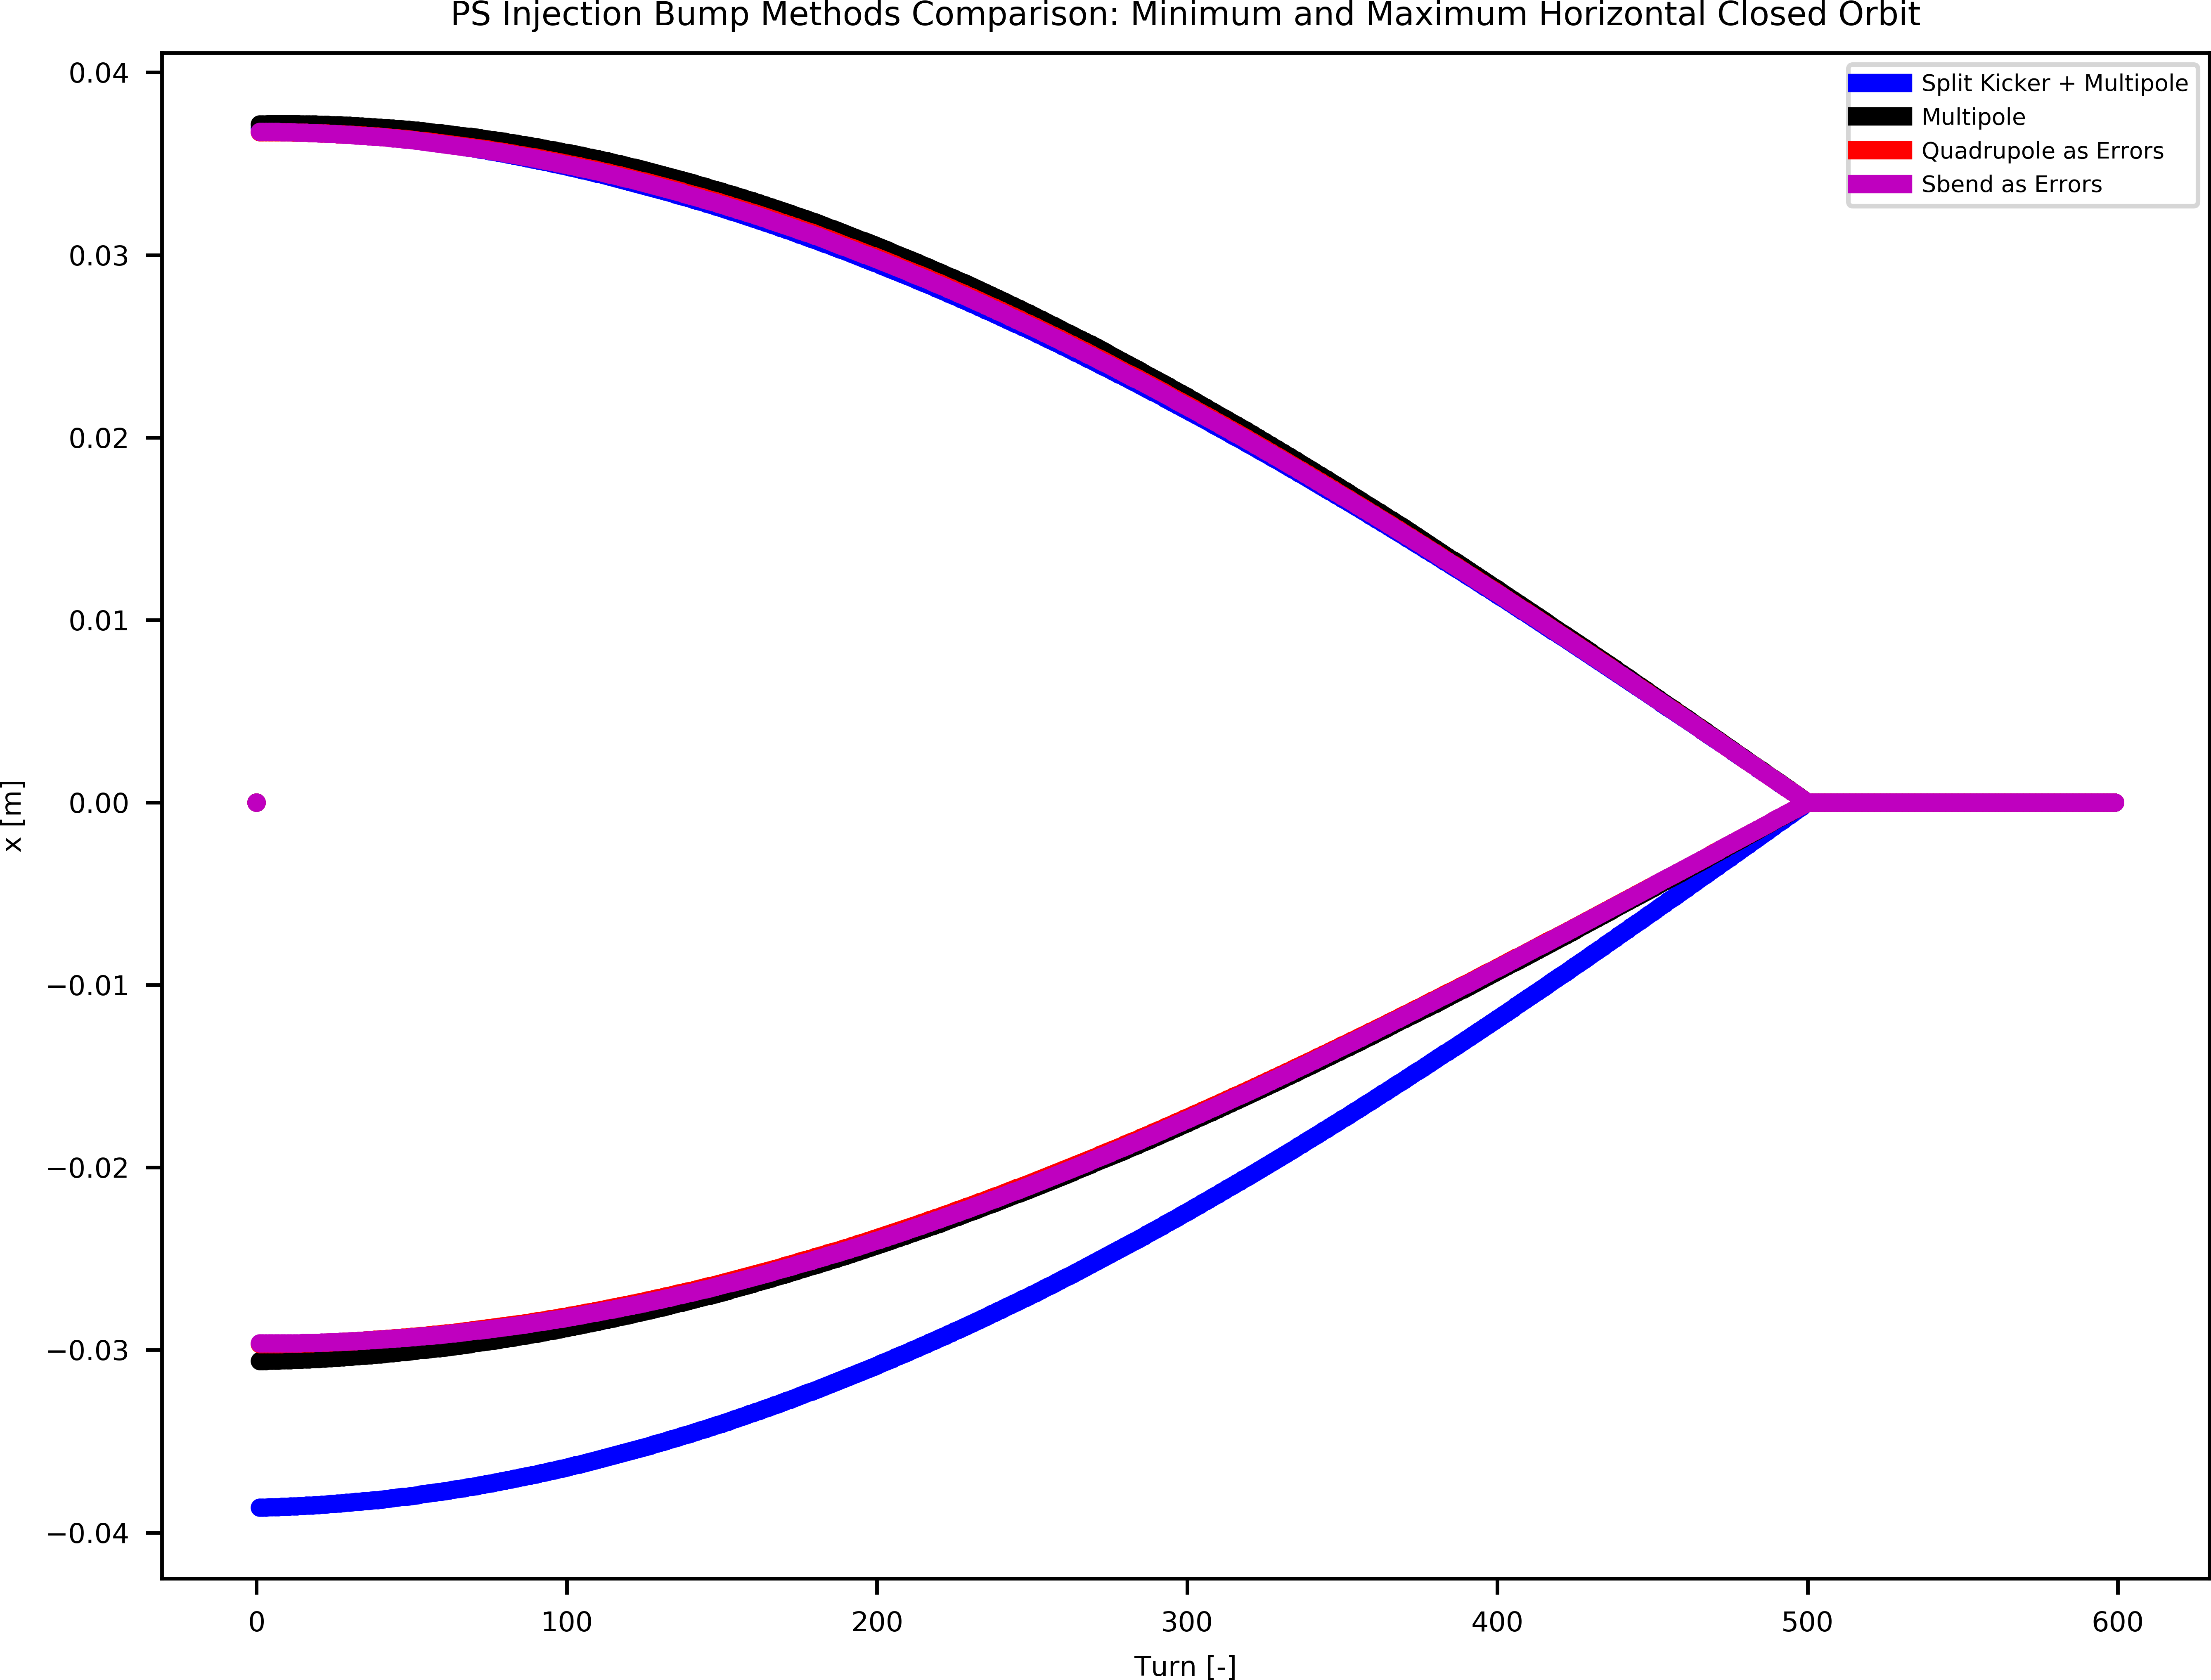 PS Injection Bump Methods Comparison: Minimum and Maximum Horizontal Closed Orbit
Split Kicker + Multipole
Multipole
Quadrupole as Errors
Sbend as Errors
x [m]
0.04
0.03
0.02
0.01
0.00
−0.01
−0.02
−0.03
−0.04
0 100 200 300 400 500 600
Turn [-]